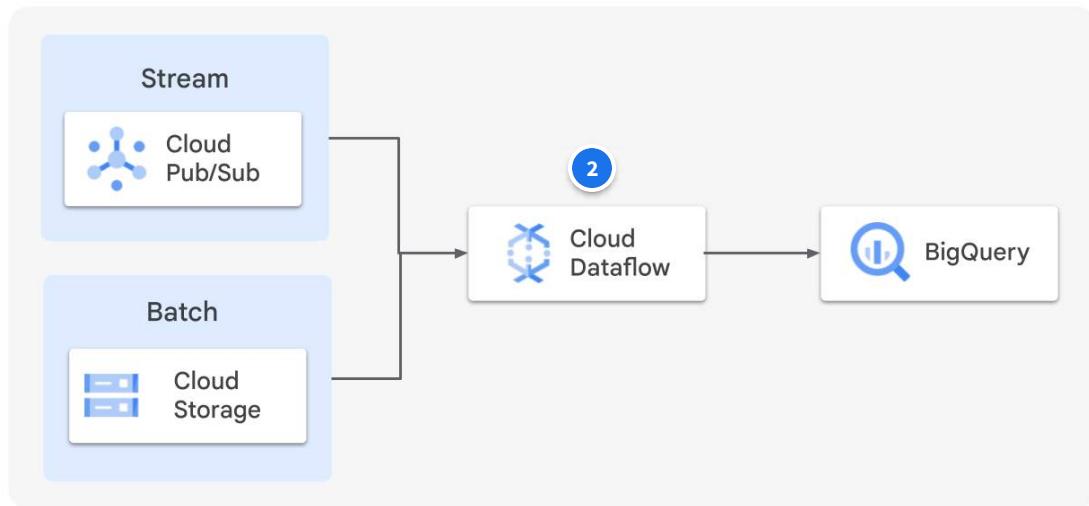 Stream
Cloud
Pub/Sub
2
Cloud
Dataflow
BigQuery
Batch
Cloud
Storage